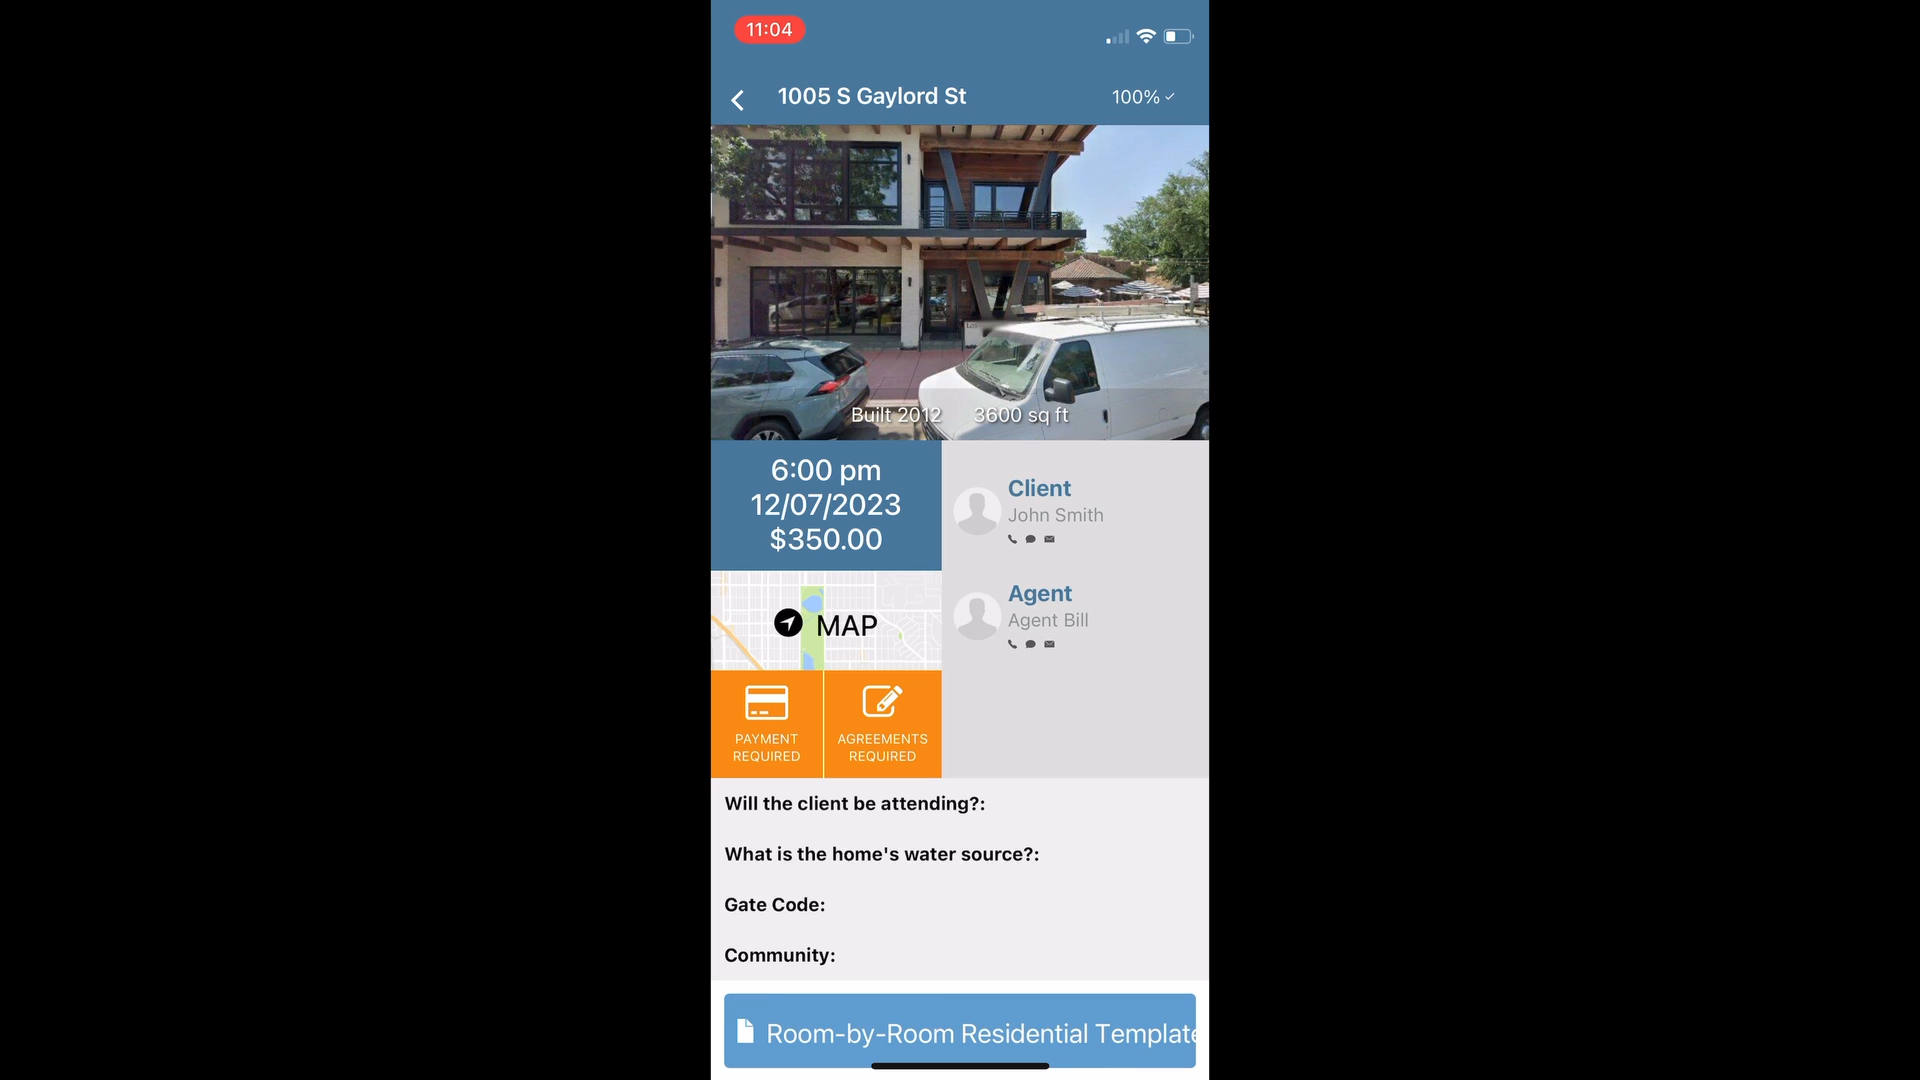 11:04
1005 S Gaylord St
100%
Built 2012 3600 sq ft
6:00 pm
12/07/2023
$350.00
Client
John Smith
Agent
Agent Bill
MAP
PAYMENT
REQUIRED
AGREEMENTS
REQUIRED
Will the client be attending?:
What is the home's water source?:
Gate Code:
Community:
Room-by-Room Residential Template